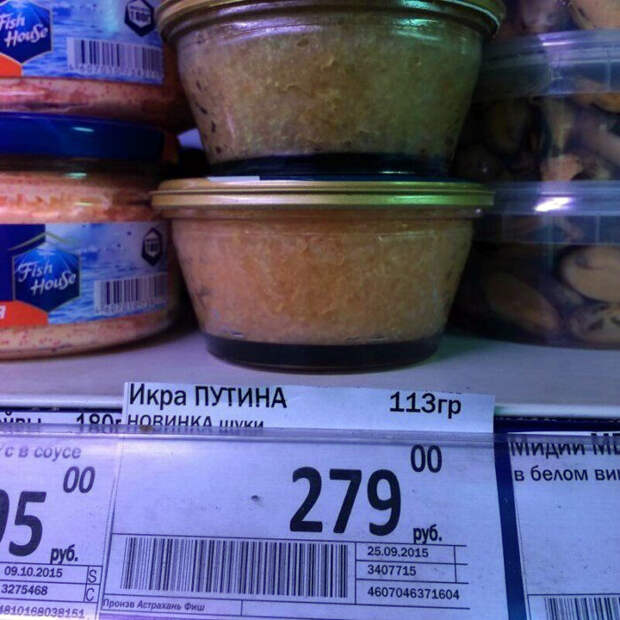 Fish
House
Fish
House
Икра ПУТИНА 113гр
НОВИНКА щуки
180г
с в соусе
95 00
руб.
09.10.2015 S
3275468 C
4810168038151
279 00
руб.
25.09.2015
3407715
4607046371604
Произв Астрахань Фиш
МИДИИ
в белом